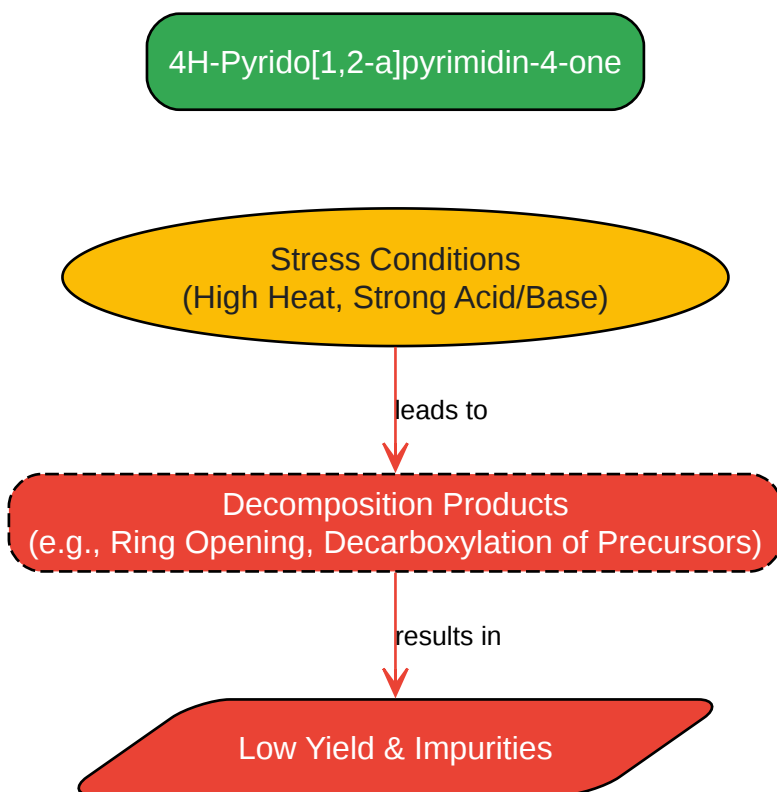 4H-Pyrido[1,2-a]pyrimidin-4-one
Stress Conditions
(High Heat, Strong Acid/Base)
leads to
Decomposition Products
(e.g., Ring Opening, Decarboxylation of Precursors)
results in
Low Yield & Impurities